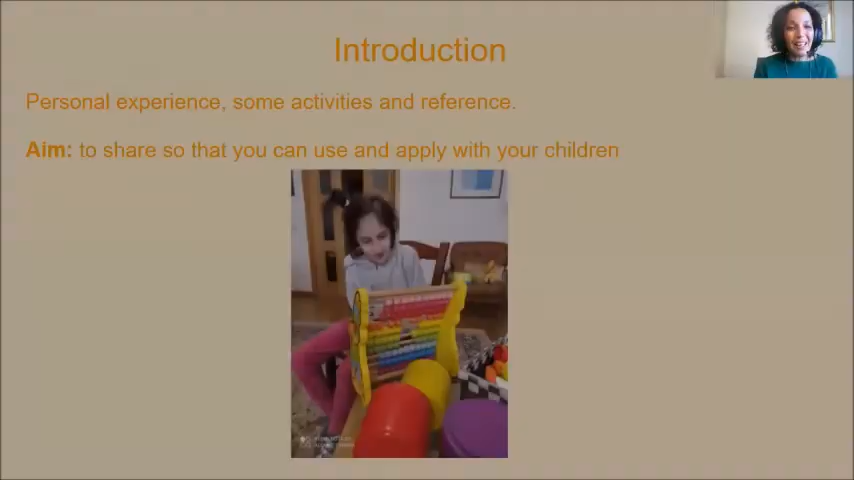 Introduction
Personal experience, some activities and reference.
Aim: to share so that you can use and apply with your children